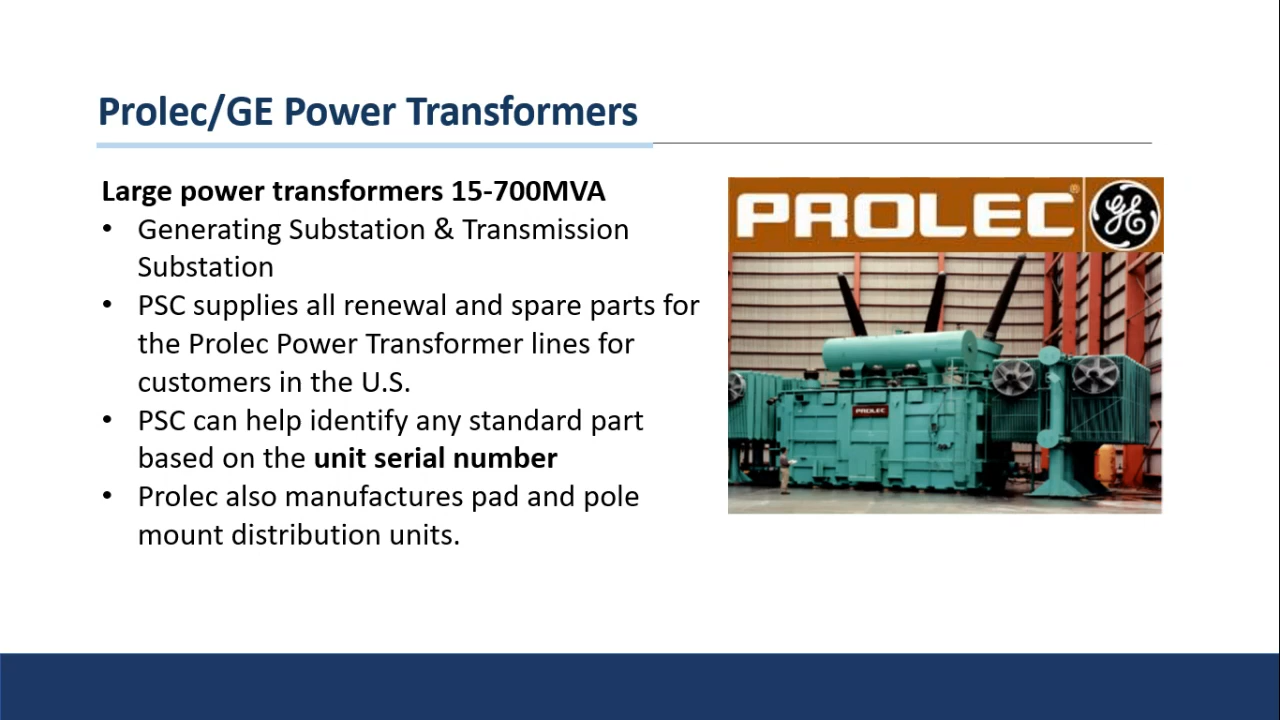 Prolec/GE Power Transformers
Large power transformers 15-700MVA
• Generating Substation & Transmission
Substation
• PSC supplies all renewal and spare parts for
the Prolec Power Transformer lines for
customers in the U.S.
• PSC can help identify any standard part
based on the unit serial number
• Prolec also manufactures pad and pole
mount distribution units.
PROLEC® GE
PROLEC